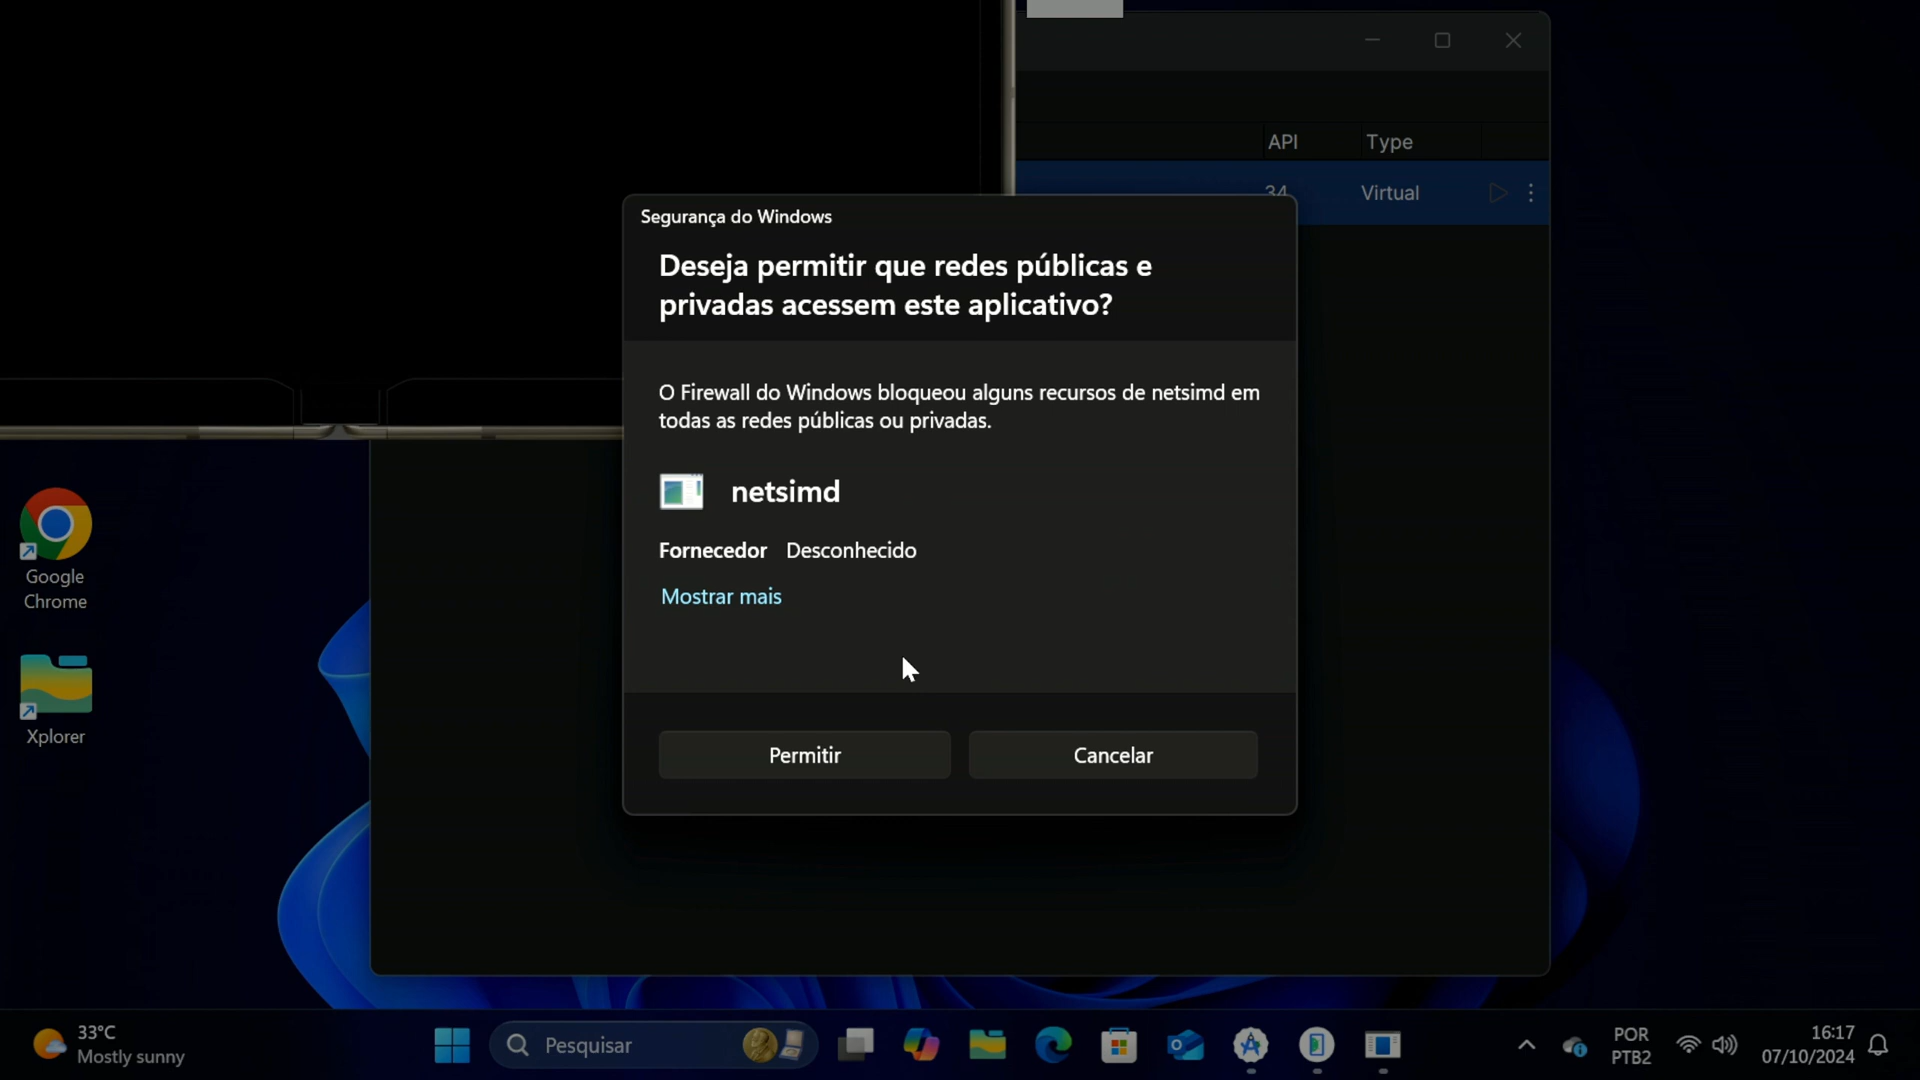 API
Type
34
Virtual
Segurança do Windows
Deseja permitir que redes públicas e
privadas acessem este aplicativo?
O Firewall do Windows bloqueou alguns recursos de netsimd em
todas as redes públicas ou privadas.
netsimd
Fornecedor Desconhecido
Mostrar mais
Permitir
Cancelar
Google
Chrome
Xplorer
33°C
Mostly sunny
Pesquisar
POR
PTB2
16:17
07/10/2024